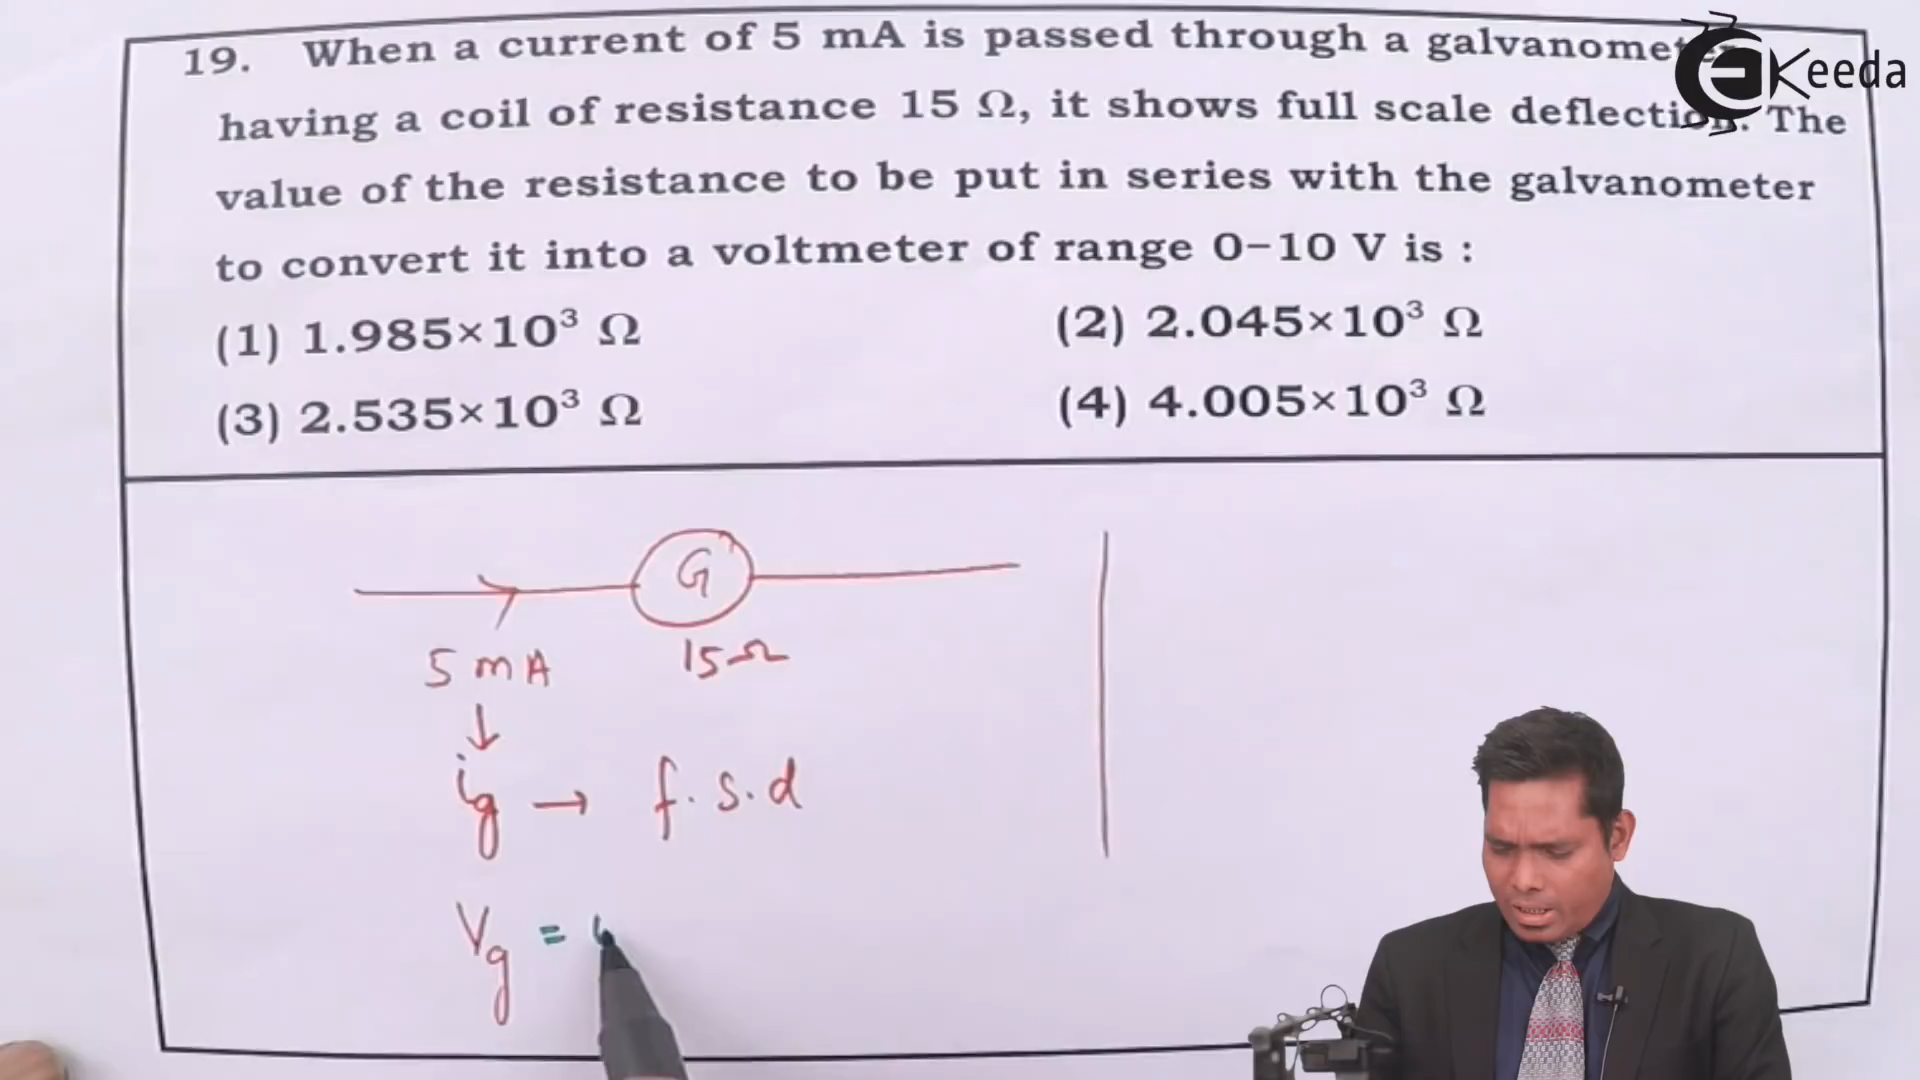 19. When a current of 5 mA is passed through a galvanometer
having a coil of resistance 15 Ω, it shows full scale deflection. The
value of the resistance to be put in series with the galvanometer
to convert it into a voltmeter of range 0–10 V is :
(1) 1.985×10³ Ω (2) 2.045×10³ Ω
(3) 2.535×10³ Ω (4) 4.005×10³ Ω
G
5 mA 15Ω
ig → f.s.d
Vg =
EKeeda